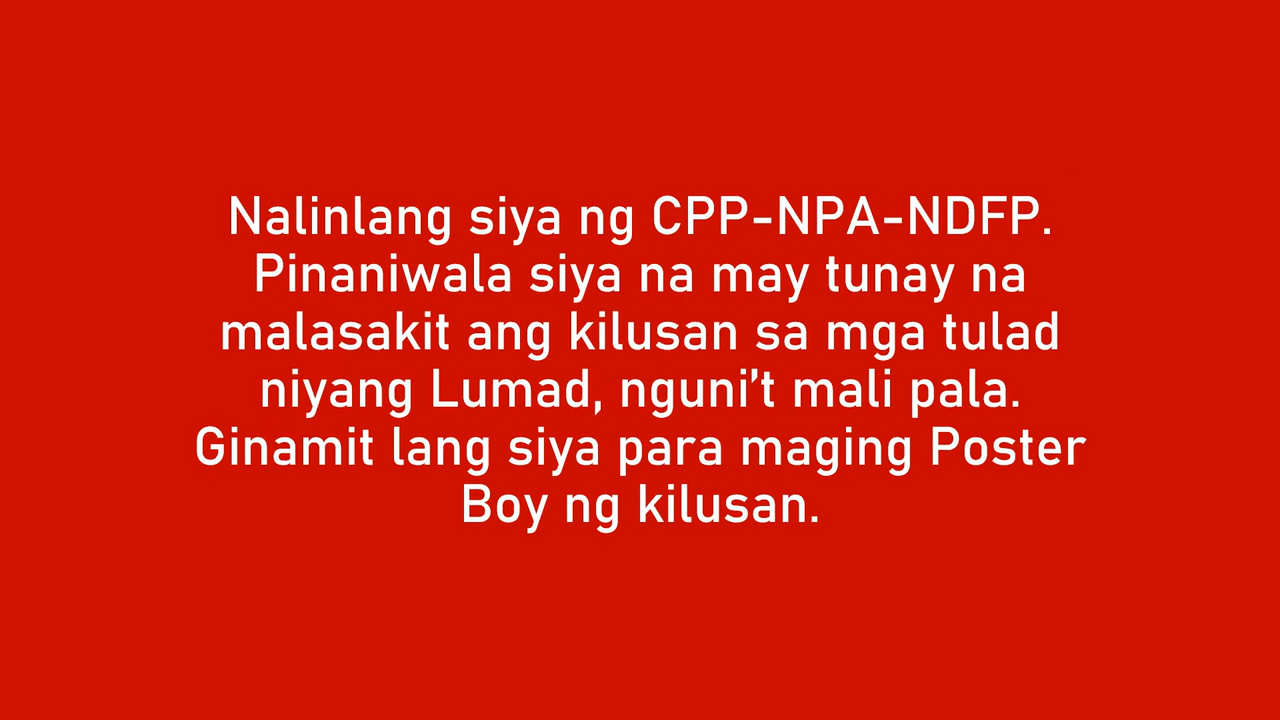 Nalinlang siya ng CPP-NPA-NDFP.
Pinaniwala siya na may tunay na
malasakit ang kilusan sa mga tulad
niyang Lumad, nguni’t mali pala.
Ginamit lang siya para maging Poster
Boy ng kilusan.